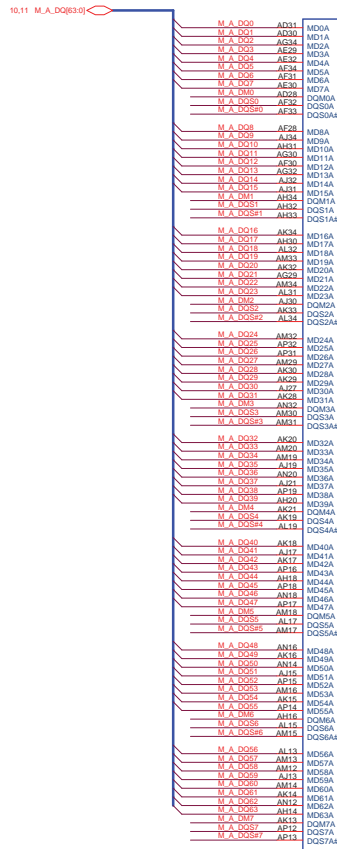 10,11 M_A_DQ[63:0]
M_A_DQ0 AD31 MD0A
M_A_DQ1 AD30 MD1A
M_A_DQ2 AG34 MD2A
M_A_DQ3 AE29 MD3A
M_A_DQ4 AE32 MD4A
M_A_DQ5 AF34 MD5A
M_A_DQ6 AF31 MD6A
M_A_DQ7 AE30 MD7A
M_A_DM0 AD28 DQM0A
M_A_DQS0 AF32 DQS0A
M_A_DQS#0 AF33 DQS0A#
M_A_DQ8 AF28 MD8A
M_A_DQ9 AJ34 MD9A
M_A_DQ10 AH31 MD10A
M_A_DQ11 AG30 MD11A
M_A_DQ12 AF30 MD12A
M_A_DQ13 AG32 MD13A
M_A_DQ14 AJ32 MD14A
M_A_DQ15 AJ31 MD15A
M_A_DM1 AH34 DQM1A
M_A_DQS1 AH32 DQS1A
M_A_DQS#1 AH33 DQS1A#
M_A_DQ16 AK34 MD16A
M_A_DQ17 AH30 MD17A
M_A_DQ18 AL32 MD18A
M_A_DQ19 AM33 MD19A
M_A_DQ20 AK32 MD20A
M_A_DQ21 AG29 MD21A
M_A_DQ22 AM34 MD22A
M_A_DQ23 AL31 MD23A
M_A_DM2 AJ30 DQM2A
M_A_DQS2 AK33 DQS2A
M_A_DQS#2 AL34 DQS2A#
M_A_DQ24 AM32 MD24A
M_A_DQ25 AP32 MD25A
M_A_DQ26 AP31 MD26A
M_A_DQ27 AM29 MD27A
M_A_DQ28 AK30 MD28A
M_A_DQ29 AK29 MD29A
M_A_DQ30 AJ27 MD30A
M_A_DQ31 AK28 MD31A
M_A_DM3 AN32 DQM3A
M_A_DQS3 AM30 DQS3A
M_A_DQS#3 AM31 DQS3A#
M_A_DQ32 AK20 MD32A
M_A_DQ33 AM20 MD33A
M_A_DQ34 AM19 MD34A
M_A_DQ35 AJ19 MD35A
M_A_DQ36 AN20 MD36A
M_A_DQ37 AJ21 MD37A
M_A_DQ38 AP19 MD38A
M_A_DQ39 AH20 MD39A
M_A_DM4 AK21 DQM4A
M_A_DQS4 AK19 DQS4A
M_A_DQS#4 AL19 DQS4A#
M_A_DQ40 AK18 MD40A
M_A_DQ41 AJ17 MD41A
M_A_DQ42 AK17 MD42A
M_A_DQ43 AP16 MD43A
M_A_DQ44 AH18 MD44A
M_A_DQ45 AP18 MD45A
M_A_DQ46 AN18 MD46A
M_A_DQ47 AP17 MD47A
M_A_DM5 AM18 DQM5A
M_A_DQS5 AL17 DQS5A
M_A_DQS#5 AM17 DQS5A#
M_A_DQ48 AN16 MD48A
M_A_DQ49 AK16 MD49A
M_A_DQ50 AN14 MD50A
M_A_DQ51 AJ15 MD51A
M_A_DQ52 AP15 MD52A
M_A_DQ53 AM16 MD53A
M_A_DQ54 AK15 MD54A
M_A_DQ55 AP14 MD55A
M_A_DM6 AH16 DQM6A
M_A_DQS6 AL15 DQS6A
M_A_DQS#6 AM15 DQS6A#
M_A_DQ56 AL13 MD56A
M_A_DQ57 AM13 MD57A
M_A_DQ58 AM12 MD58A
M_A_DQ59 AJ13 MD59A
M_A_DQ60 AM14 MD60A
M_A_DQ61 AK14 MD61A
M_A_DQ62 AN12 MD62A
M_A_DQ63 AH14 MD63A
M_A_DM7 AK13 DQM7A
M_A_DQS7 AP12 DQS7A
M_A_DQS#7 AP13 DQS7A#